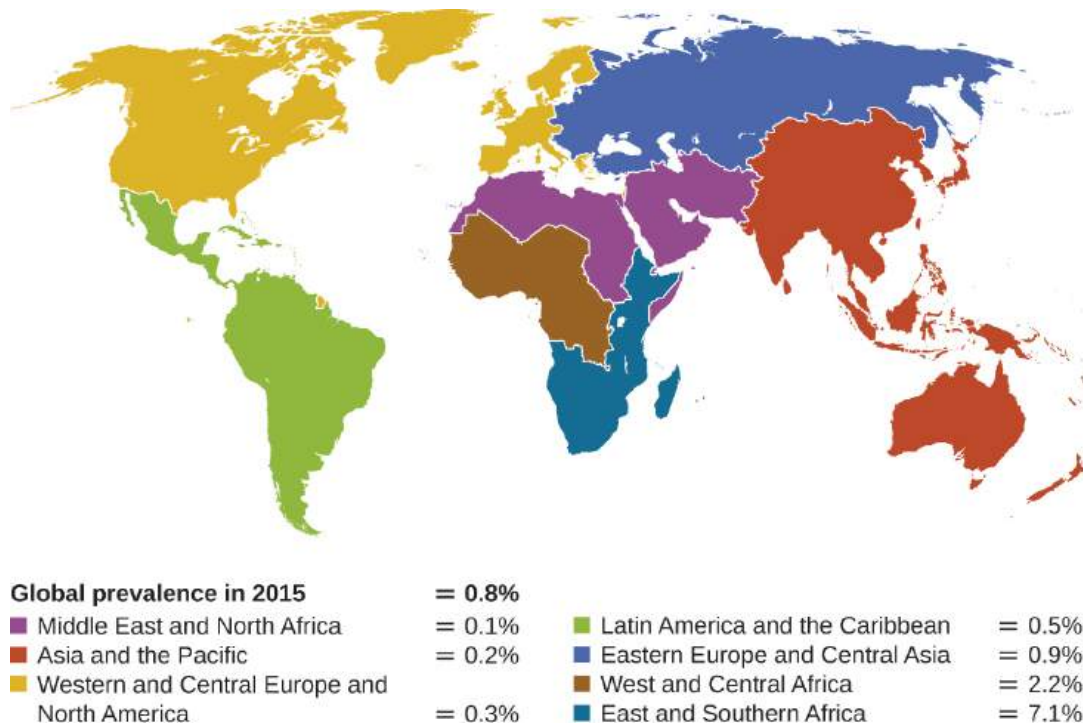 Global prevalence in 2015 = 0.8%
Middle East and North Africa = 0.1%
Asia and the Pacific = 0.2%
Western and Central Europe and
North America = 0.3%
Latin America and the Caribbean = 0.5%
Eastern Europe and Central Asia = 0.9%
West and Central Africa = 2.2%
East and Southern Africa = 7.1%